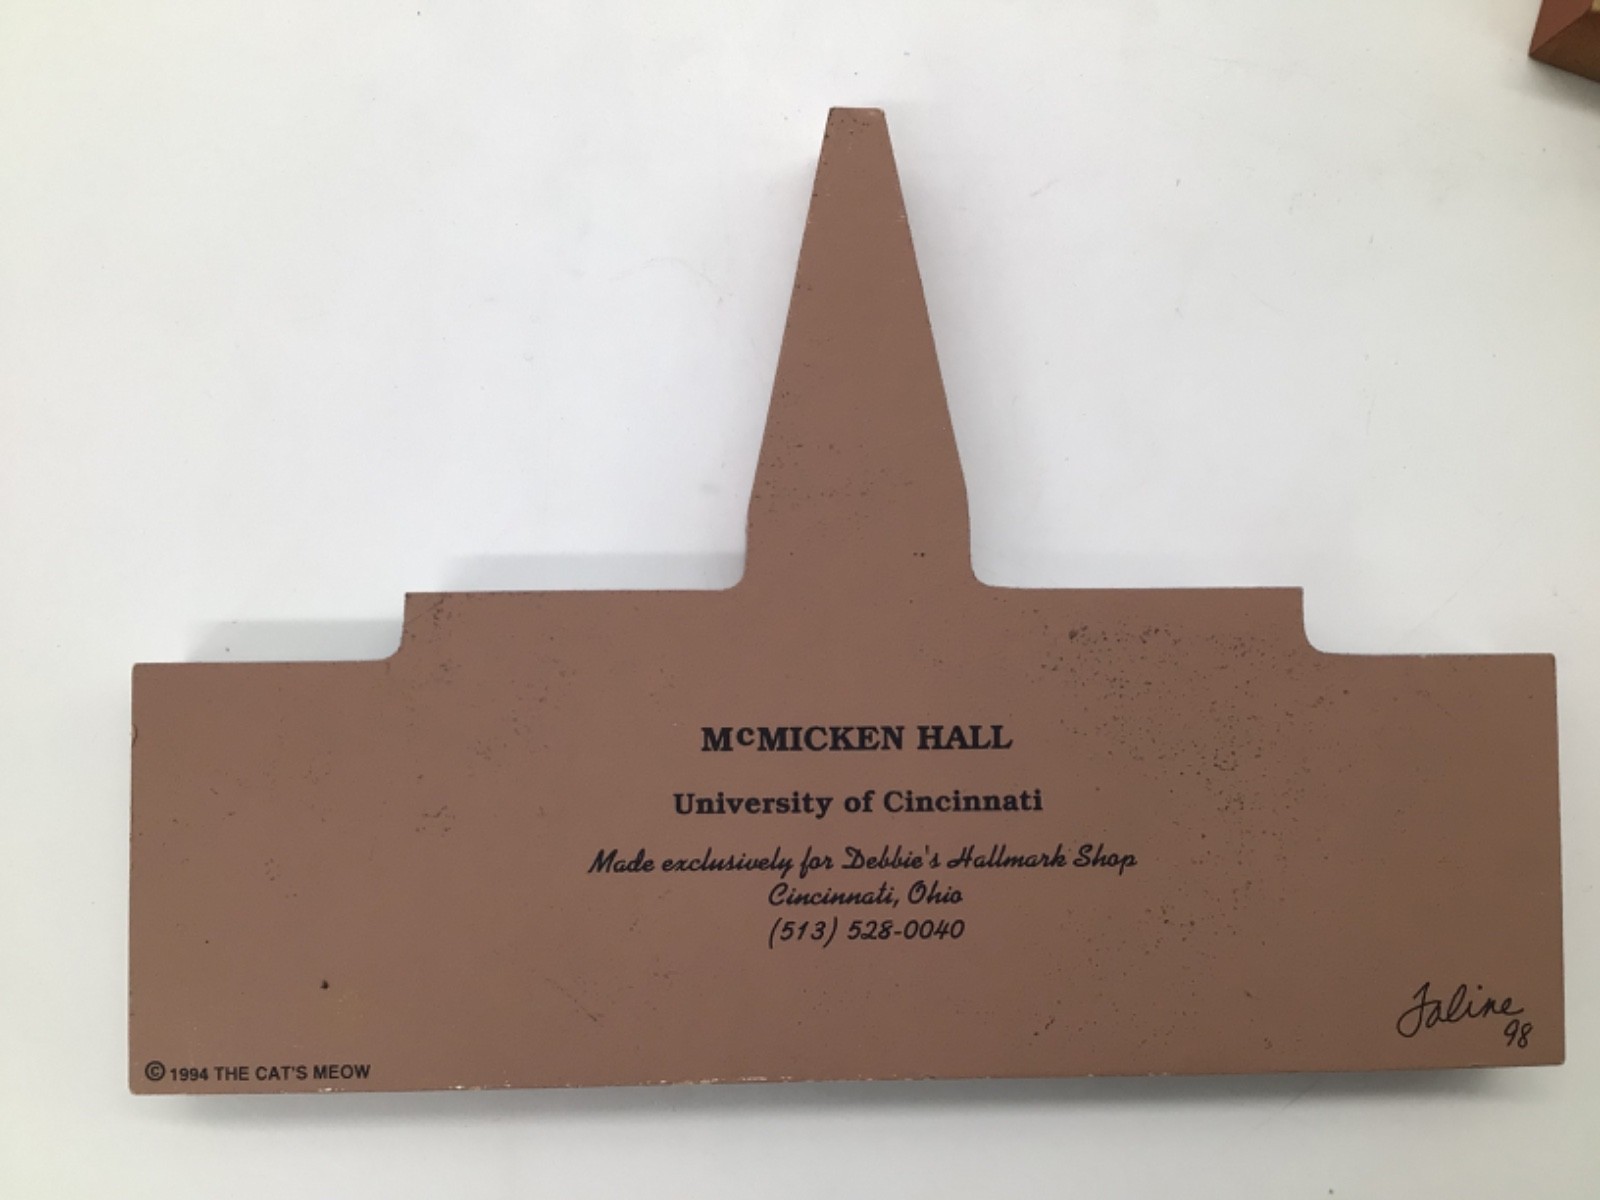 McMICKEN HALL
University of Cincinnati
Made exclusively for Debbie's Hallmark Shop
Cincinnati, Ohio
(513) 528-0040
Faline
98
© 1994 THE CAT'S MEOW